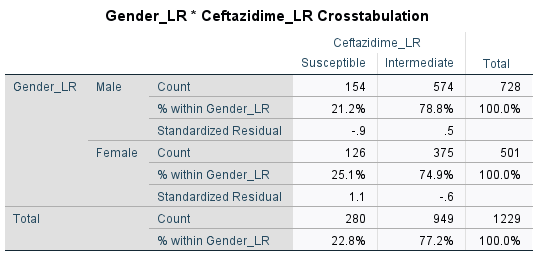 Gender_LR * Ceftazidime_LR Crosstabulation
Ceftazidime_LR
Susceptible Intermediate Total
Gender_LR Male Count 154 574 728
% within Gender_LR 21.2% 78.8% 100.0%
Standardized Residual -.9 .5
Female Count 126 375 501
% within Gender_LR 25.1% 74.9% 100.0%
Standardized Residual 1.1 -.6
Total Count 280 949 1229
% within Gender_LR 22.8% 77.2% 100.0%